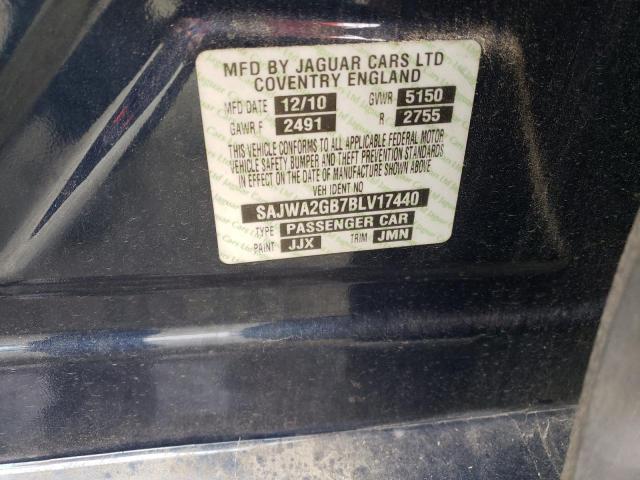 MFD BY JAGUAR CARS LTD
COVENTRY ENGLAND
MFD DATE 12/10 GVWR 5150
GAWR F 2491 R 2755
THIS VEHICLE CONFORMS TO ALL APPLICABLE FEDERAL MOTOR
VEHICLE SAFETY BUMPER AND THEFT PREVENTION STANDARDS
IN EFFECT ON THE DATE OF MANUFACTURE SHOWN ABOVE
VEH IDENT NO
SAJWA2GB7BLV17440
TYPE PASSENGER CAR
PAINT JJX TRIM JMN